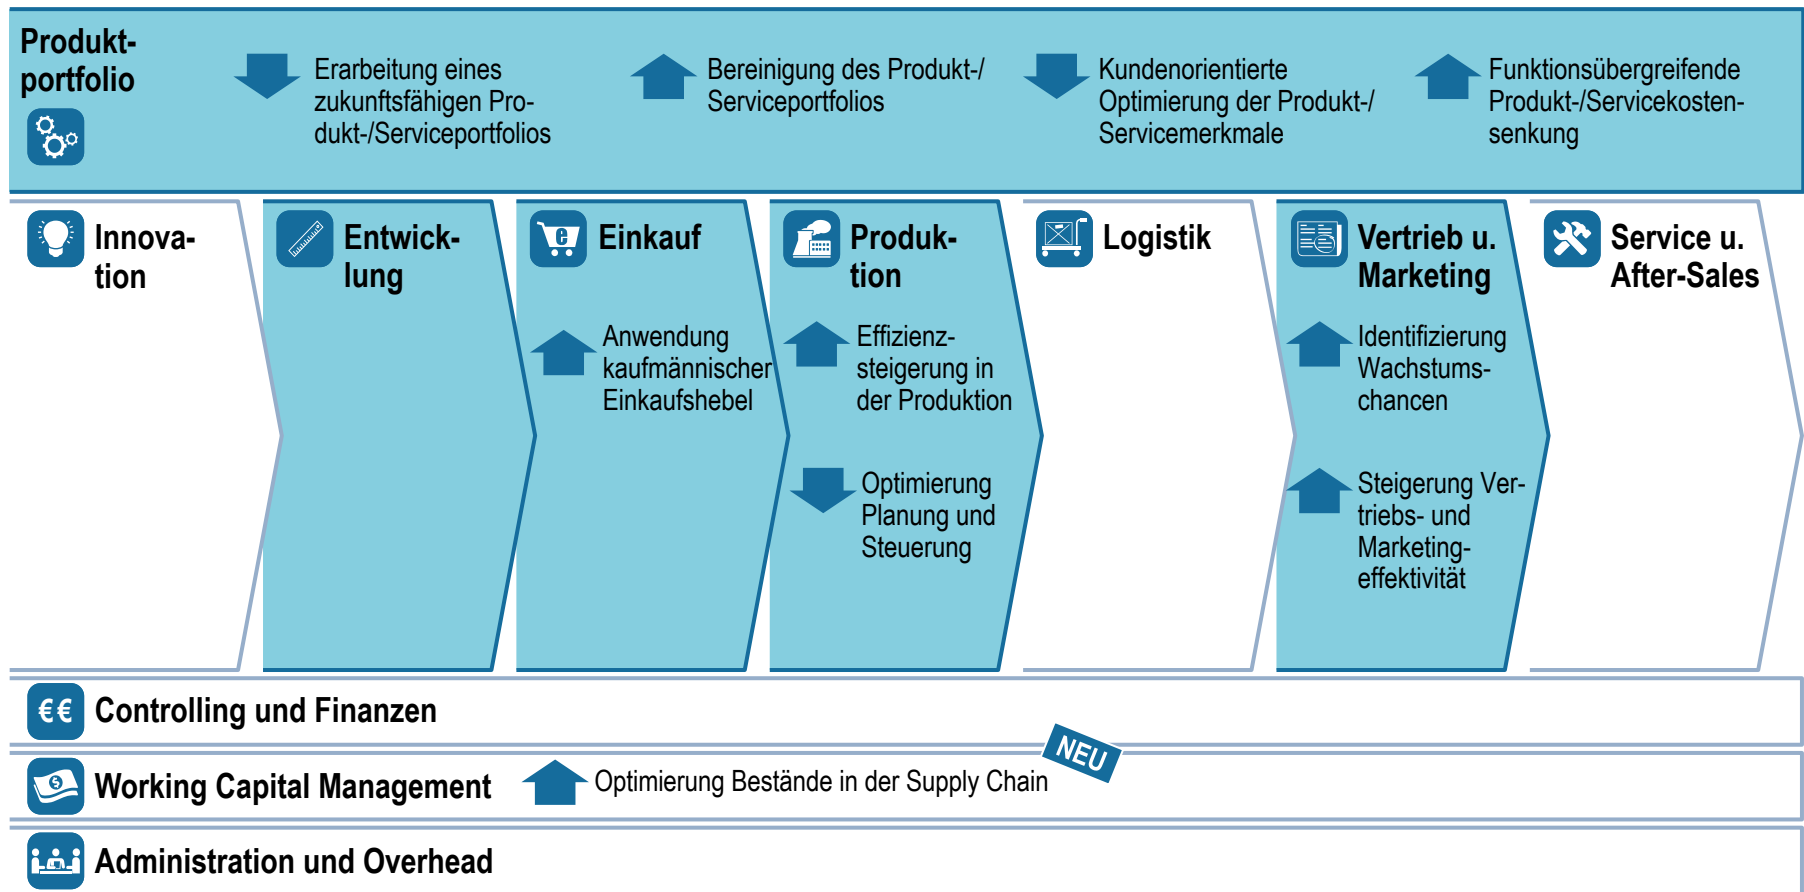 Produkt-
portfolio
Erarbeitung eines
zukunftsfähigen Pro-
dukt-/Serviceportfolios
Bereinigung des Produkt-/
Serviceportfolios
Kundenorientierte
Optimierung der Produkt-/
Servicemerkmale
Funktionsübergreifende
Produkt-/Servicekosten-
senkung
Innova-
tion
Entwick-
lung
e
Einkauf
Anwendung
kaufmännischer
Einkaufshebel
Produk-
tion
Effizienz-
steigerung in
der Produktion
Optimierung
Planung und
Steuerung
Logistik
Vertrieb u.
Marketing
Identifizierung
Wachstums-
chancen
Steigerung Ver-
triebs- und
Marketing-
effektivität
Service u.
After-Sales
€€ Controlling und Finanzen
Working Capital Management
Optimierung Bestände in der Supply Chain
NEU
Administration und Overhead